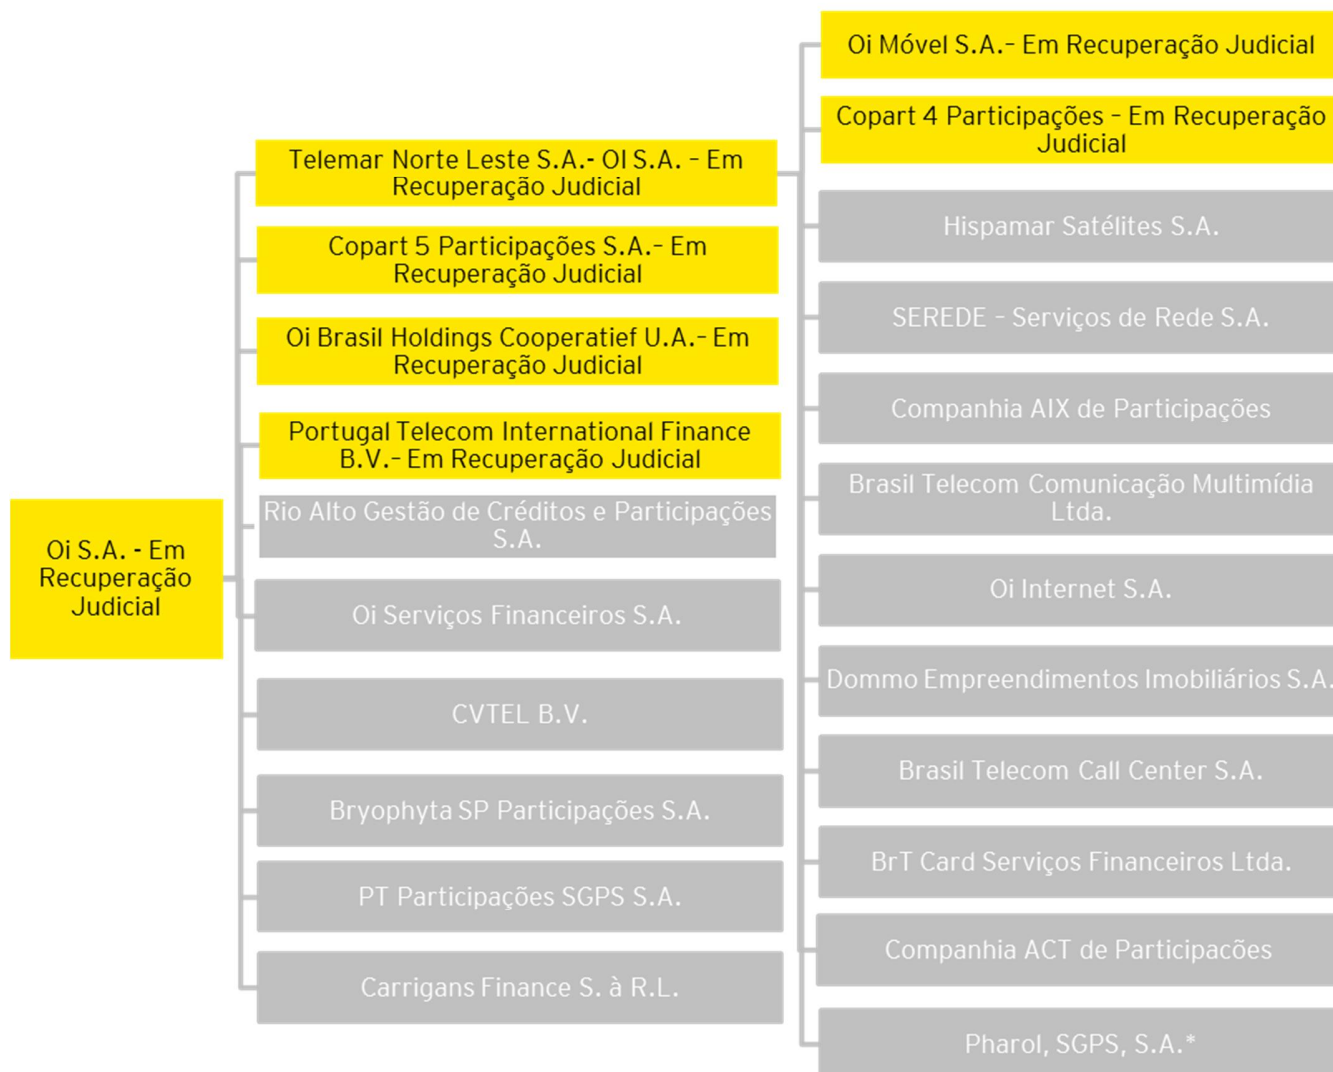 Oi S.A. - Em
Recuperação
Judicial
Telemar Norte Leste S.A.- OI S.A. – Em
Recuperação Judicial
Copart 5 Participações S.A.– Em
Recuperação Judicial
Oi Brasil Holdings Cooperatief U.A.– Em
Recuperação Judicial
Portugal Telecom International Finance
B.V.– Em Recuperação Judicial
Rio Alto Gestão de Créditos e Participações
S.A.
Oi Serviços Financeiros S.A.
CVTEL B.V.
Bryophyta SP Participações S.A.
PT Participações SGPS S.A.
Carrigans Finance S. à R.L.
Oi Móvel S.A.– Em Recuperação Judicial
Copart 4 Participações – Em Recuperação
Judicial
Hispamar Satélites S.A.
SEREDE – Serviços de Rede S.A.
Companhia AIX de Participações
Brasil Telecom Comunicação Multimídia
Ltda.
Oi Internet S.A.
Dommo Empreendimentos Imobiliários S.A.
Brasil Telecom Call Center S.A.
BrT Card Serviços Financeiros Ltda.
Companhia ACT de Participacões
Pharol, SGPS, S.A.*